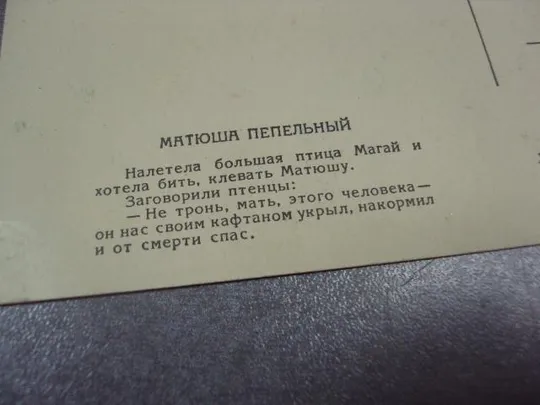 МАТЮША ПЕПЕЛЬНЫЙ
Налетела большая птица Магай и
хотела бить, клевать Матюшу.
Заговорили птенцы:
— Не тронь, мать, этого человека—
он нас своим кафтаном укрыл, накормил
и от смерти спас.